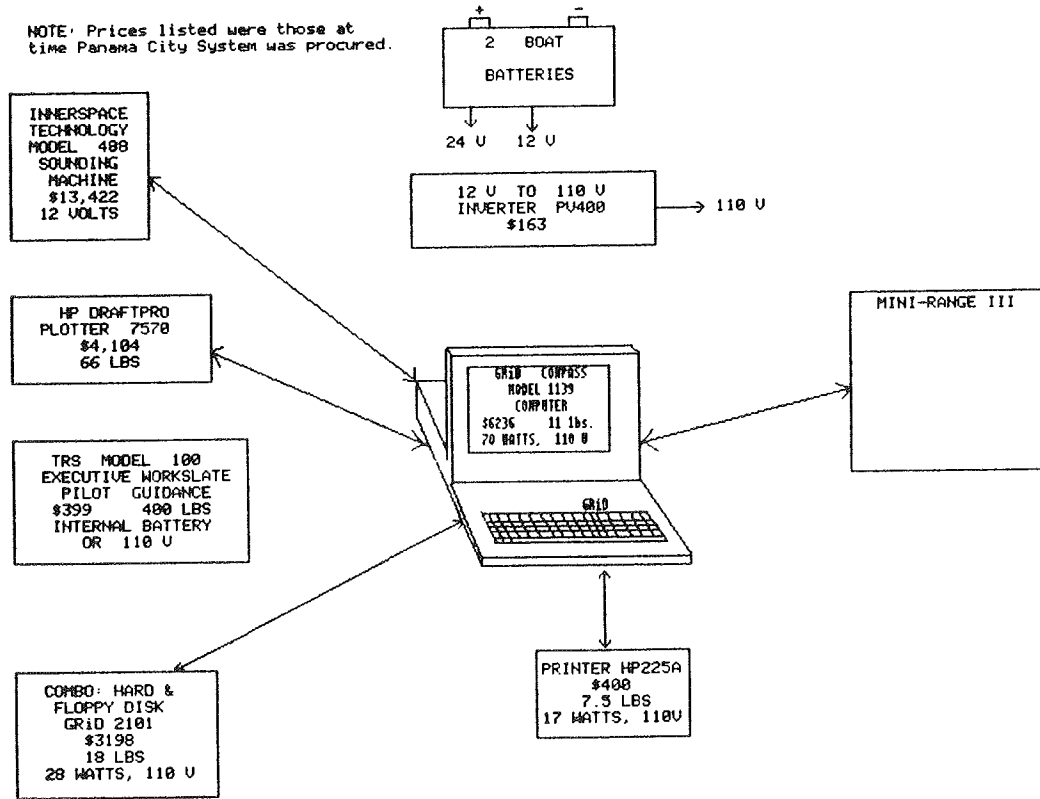 NOTE: Prices listed were those at
time Panama City System was procured.
+ -
2 BOAT
BATTERIES
24 V 12 V
INNERSPACE
TECHNOLOGY
MODEL 408
SOUNDING
MACHINE
$13,422
12 VOLTS
12 V TO 110 V
INVERTER PV400
$163
110 V
HP DRAFTPRO
PLOTTER 7570
$4,104
66 LBS
MINI-RANGE III
GRiD COMPASS
MODEL 1139
COMPUTER
$6236 11 lbs.
70 WATTS, 110 V
GRiD
TRS MODEL 100
EXECUTIVE WORKSLATE
PILOT GUIDANCE
$399 400 LBS
INTERNAL BATTERY
OR 110 V
PRINTER HP225A
$400
7.5 LBS
17 WATTS, 110V
COMBO: HARD &
FLOPPY DISK
GRiD 2101
$3198
18 LBS
28 WATTS, 110 V